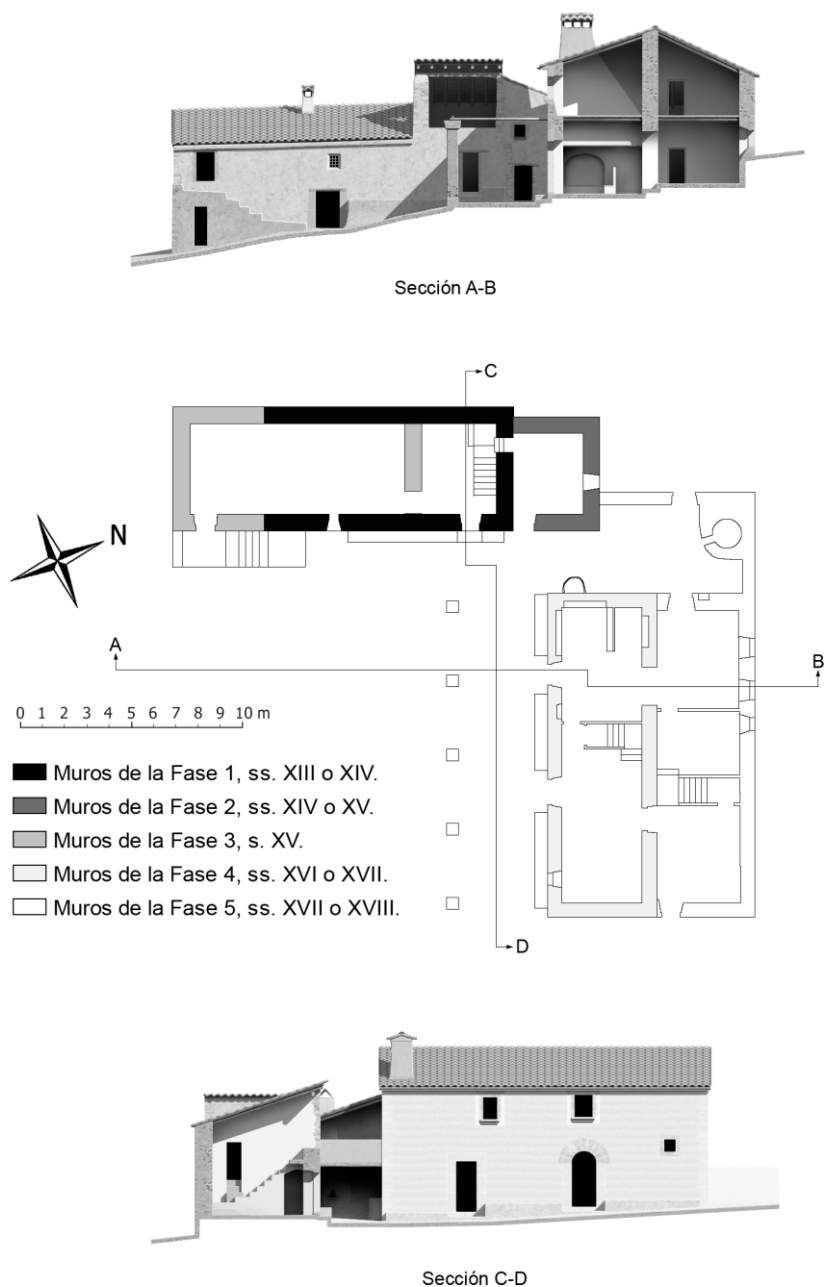 Sección A-B
C
N
A
B
0 1 2 3 4 5 6 7 8 9 10 m
Muros de la Fase 1, ss. XIII o XIV.
Muros de la Fase 2, ss. XIV o XV.
Muros de la Fase 3, s. XV.
Muros de la Fase 4, ss. XVI o XVII.
Muros de la Fase 5, ss. XVII o XVIII.
D
Sección C-D